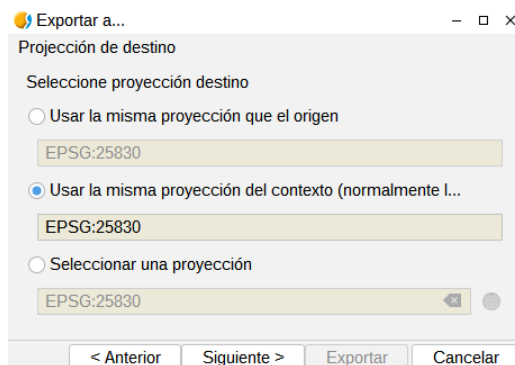 Exportar a...
Projección de destino
Seleccione proyección destino
Usar la misma proyección que el origen
EPSG:25830
Usar la misma proyección del contexto (normalmente l...
EPSG:25830
Seleccionar una proyección
EPSG:25830
< Anterior Siguiente > Exportar Cancelar